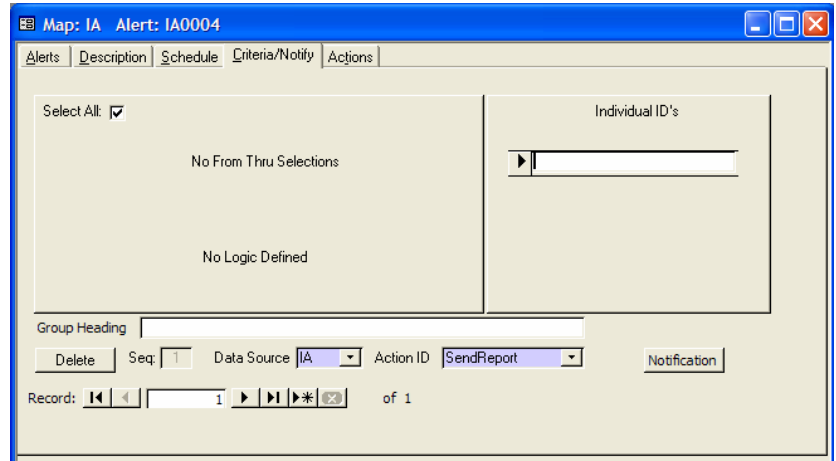 Map: IA Alert: IA0004
Alerts Description Schedule Criteria/Notify Actions
Select All:
Individual ID's
No From Thru Selections
No Logic Defined
Group Heading
Delete Seq: 1 Data Source IA Action ID SendReport Notification
Record: 1 of 1